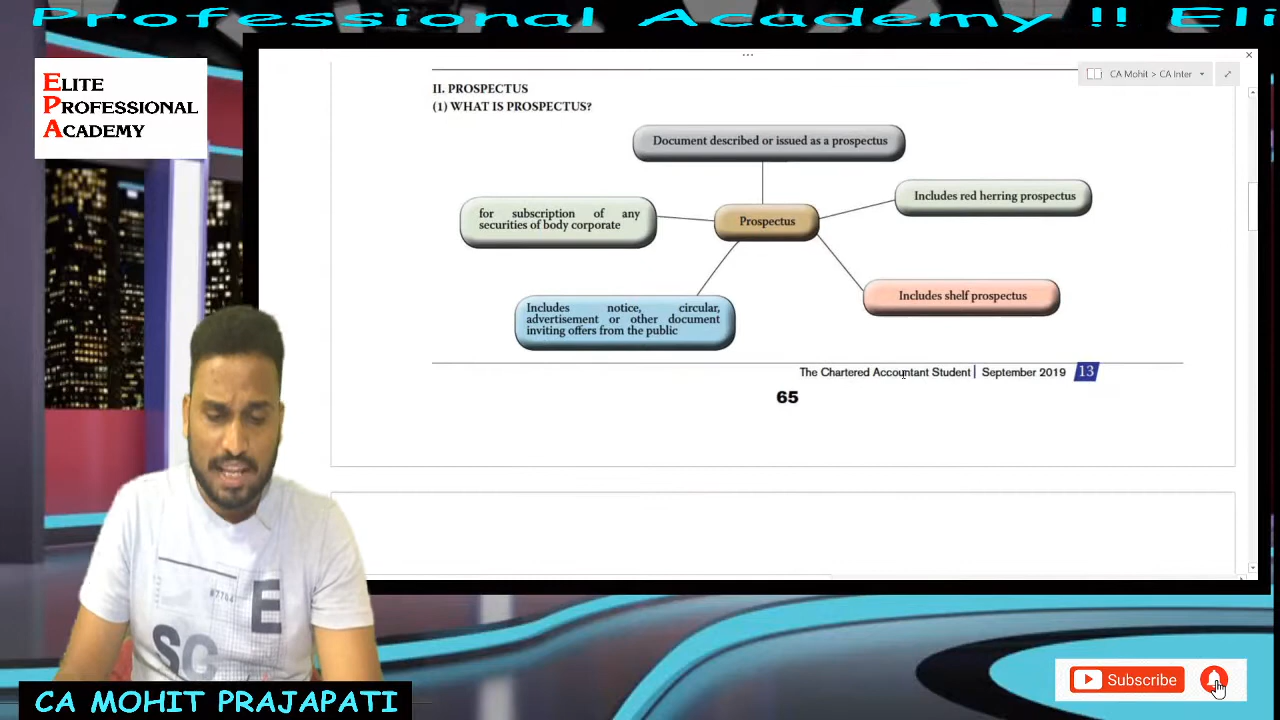 Professional Academy !! Eli
ELITE
PROFESSIONAL
ACADEMY
CA Mohit > CA Inter
II. PROSPECTUS
(1) WHAT IS PROSPECTUS?
Document described or issued as a prospectus
Includes red herring prospectus
for subscription of any
securities of body corporate
Prospectus
Includes shelf prospectus
Includes notice, circular,
advertisement or other document
inviting offers from the public
The Chartered Accountant Student | September 2019 13
65
#7764
E
SC
Subscribe
CA MOHIT PRAJAPATI